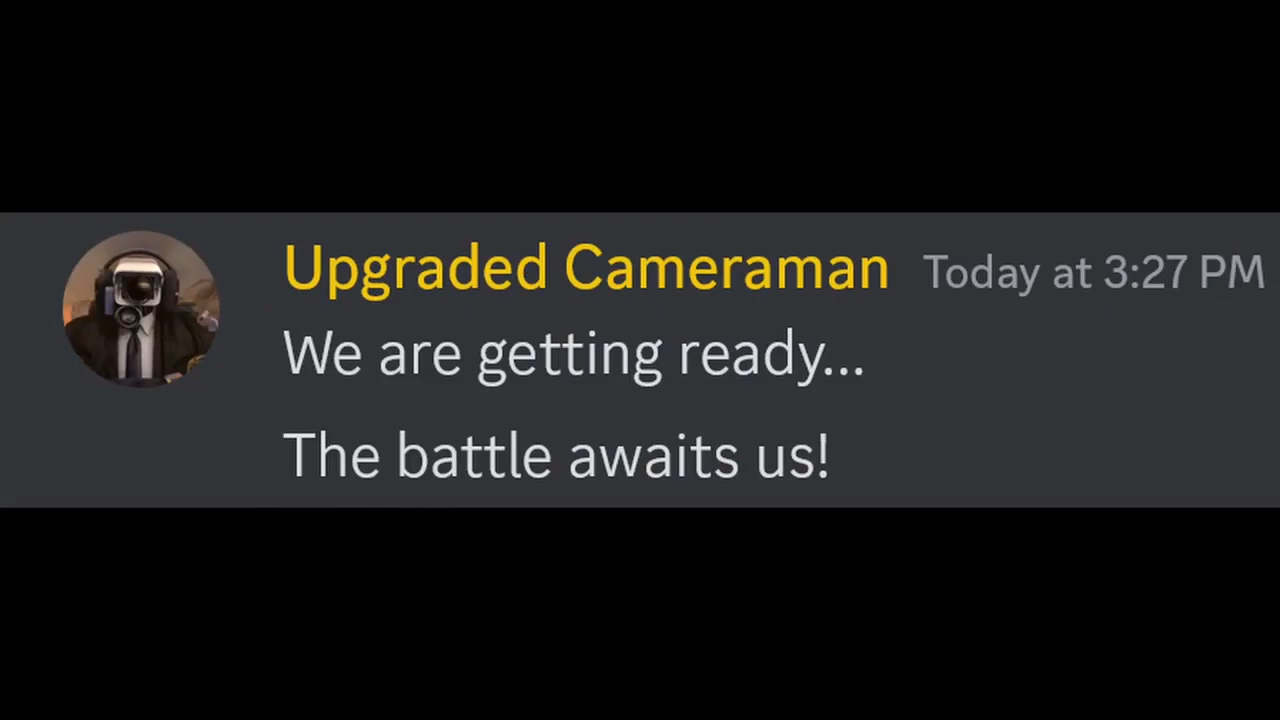 Upgraded Cameraman Today at 3:27 PM
We are getting ready...
The battle awaits us!